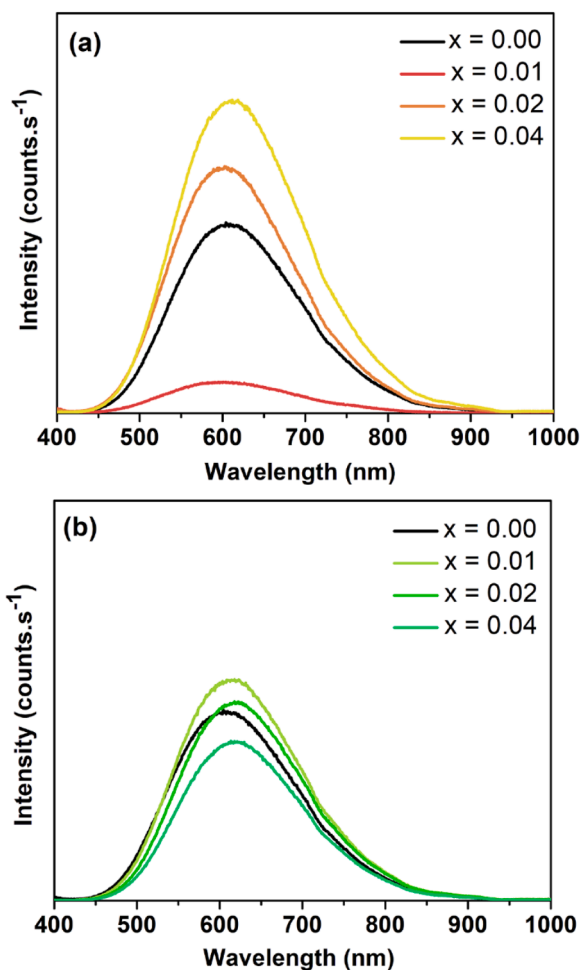 (a)
x = 0.00
x = 0.01
x = 0.02
x = 0.04
Intensity (counts.s⁻¹)
400 500 600 700 800 900 1000
Wavelength (nm)
(b)
x = 0.00
x = 0.01
x = 0.02
x = 0.04
Intensity (counts.s⁻¹)
400 500 600 700 800 900 1000
Wavelength (nm)